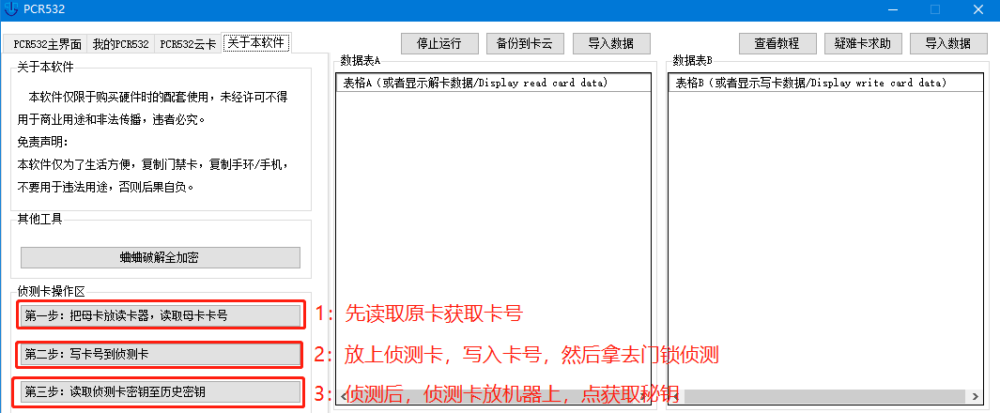 PCR532
PCR532主界面 我的PCR532 PCR532云卡 关于本软件
停止运行 备份到卡云 导入数据 查看教程 疑难卡求助 导入数据
关于本软件
本软件仅限于购买硬件时的配套使用，未经许可不得
用于商业用途和非法传播，违者必究。
免责声明：
本软件仅为了生活方便，复制门禁卡，复制手环/手机，
不要用于违法用途，否则后果自负。
其他工具
蛐蛐破解全加密
侦测卡操作区
第一步：把母卡放读卡器，读取母卡卡号
第二步：写卡号到侦测卡
第三步：读取侦测卡密钥至历史密钥
数据表A
表格A（或者显示解卡数据/Display read card data)
数据表B
表格B（或者显示写卡数据/Display write card data)
1：先读取原卡获取卡号
2：放上侦测卡，写入卡号，然后拿去门锁侦测
3：侦测后，侦测卡放机器上，点获取秘钥